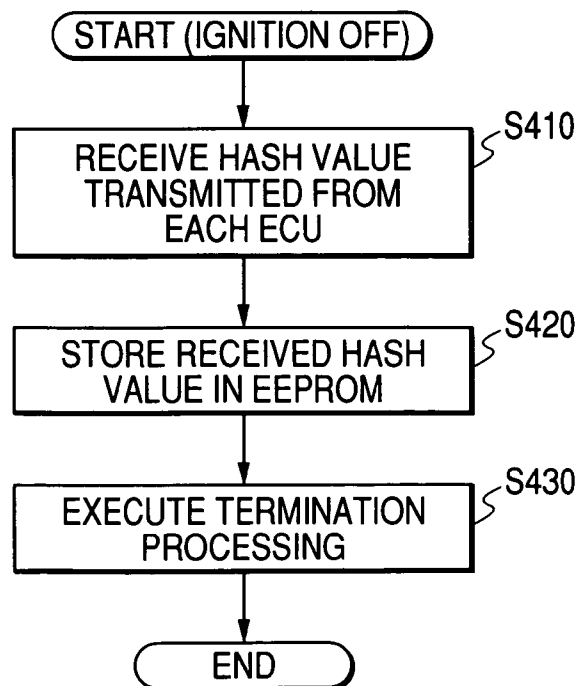 START (IGNITION OFF)
S410
RECEIVE HASH VALUE
TRANSMITTED FROM
EACH ECU
S420
STORE RECEIVED HASH
VALUE IN EEPROM
S430
EXECUTE TERMINATION
PROCESSING
END